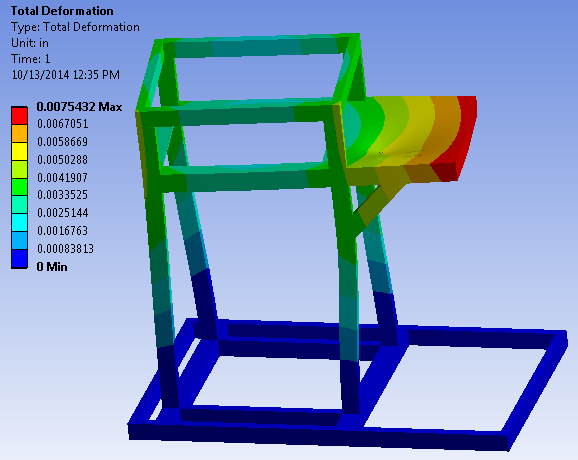 Total Deformation
Type: Total Deformation
Unit: in
Time: 1
10/13/2014 12:35 PM
0.0075432 Max
0.0067051
0.0058669
0.0050288
0.0041907
0.0033525
0.0025144
0.0016763
0.00083813
0 Min